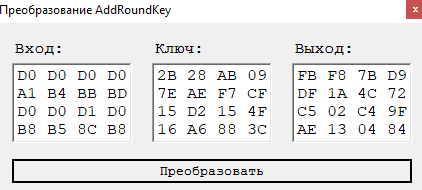 Преобразование AddRoundKey x
Вход: Ключ: Выход:
D0 D0 D0 D0 2B 28 AB 09 FB F8 7B D9
A1 B4 BB BD 7E AE F7 CF DF 1A 4C 72
D0 D0 D1 D0 15 D2 15 4F C5 02 C4 9F
B8 B5 8C B8 16 A6 88 3C AE 13 04 84
Преобразовать